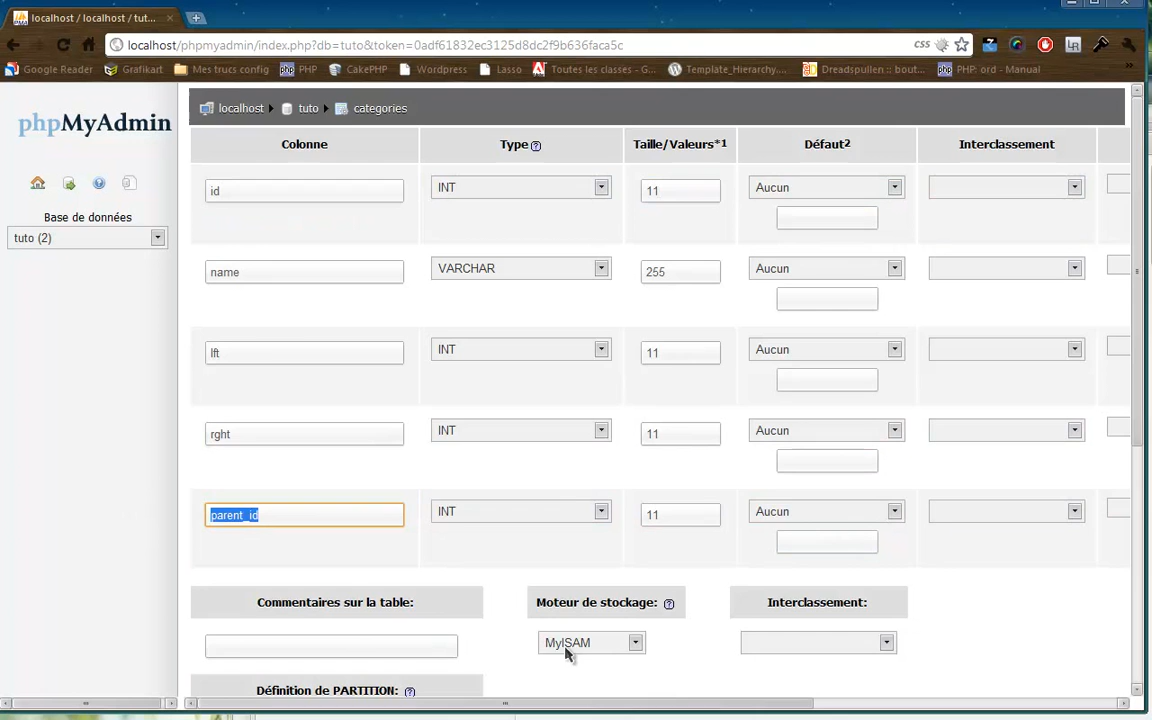 localhost / localhost / tut...
localhost/phpmyadmin/index.php?db=tuto&token=0adf61832ec3125d8dc2f9b636faca5c
CSS
Google Reader
Grafikart
Mes trucs config
PHP
CakePHP
Wordpress
Lasso
Toutes les classes - G...
Template_Hierarchy....
Dreadspullen :: bout...
PHP: ord - Manual
phpMyAdmin
localhost
tuto
categories
Base de données
tuto (2)
Colonne
Type
Taille/Valeurs*1
Défaut2
Interclassement
id
INT
11
Aucun
name
VARCHAR
255
Aucun
lft
INT
11
Aucun
rght
INT
11
Aucun
parent_id
INT
11
Aucun
Commentaires sur la table:
Moteur de stockage:
Interclassement:
MyISAM
Définition de PARTITION: